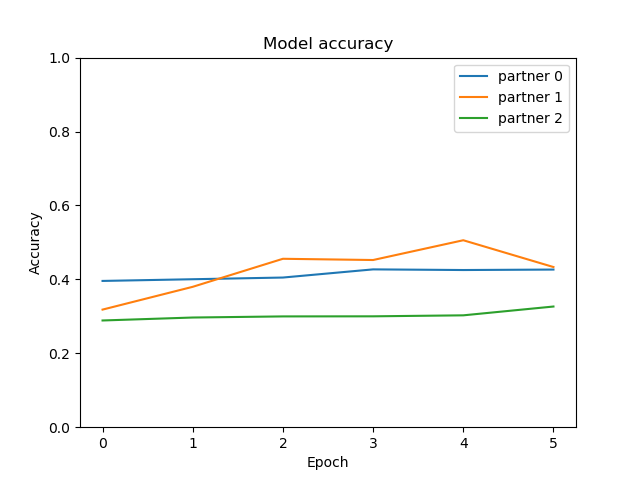 Model accuracy
1.0
0.8
0.6
0.4
0.2
0.0
Accuracy
partner 0
partner 1
partner 2
0 1 2 3 4 5
Epoch